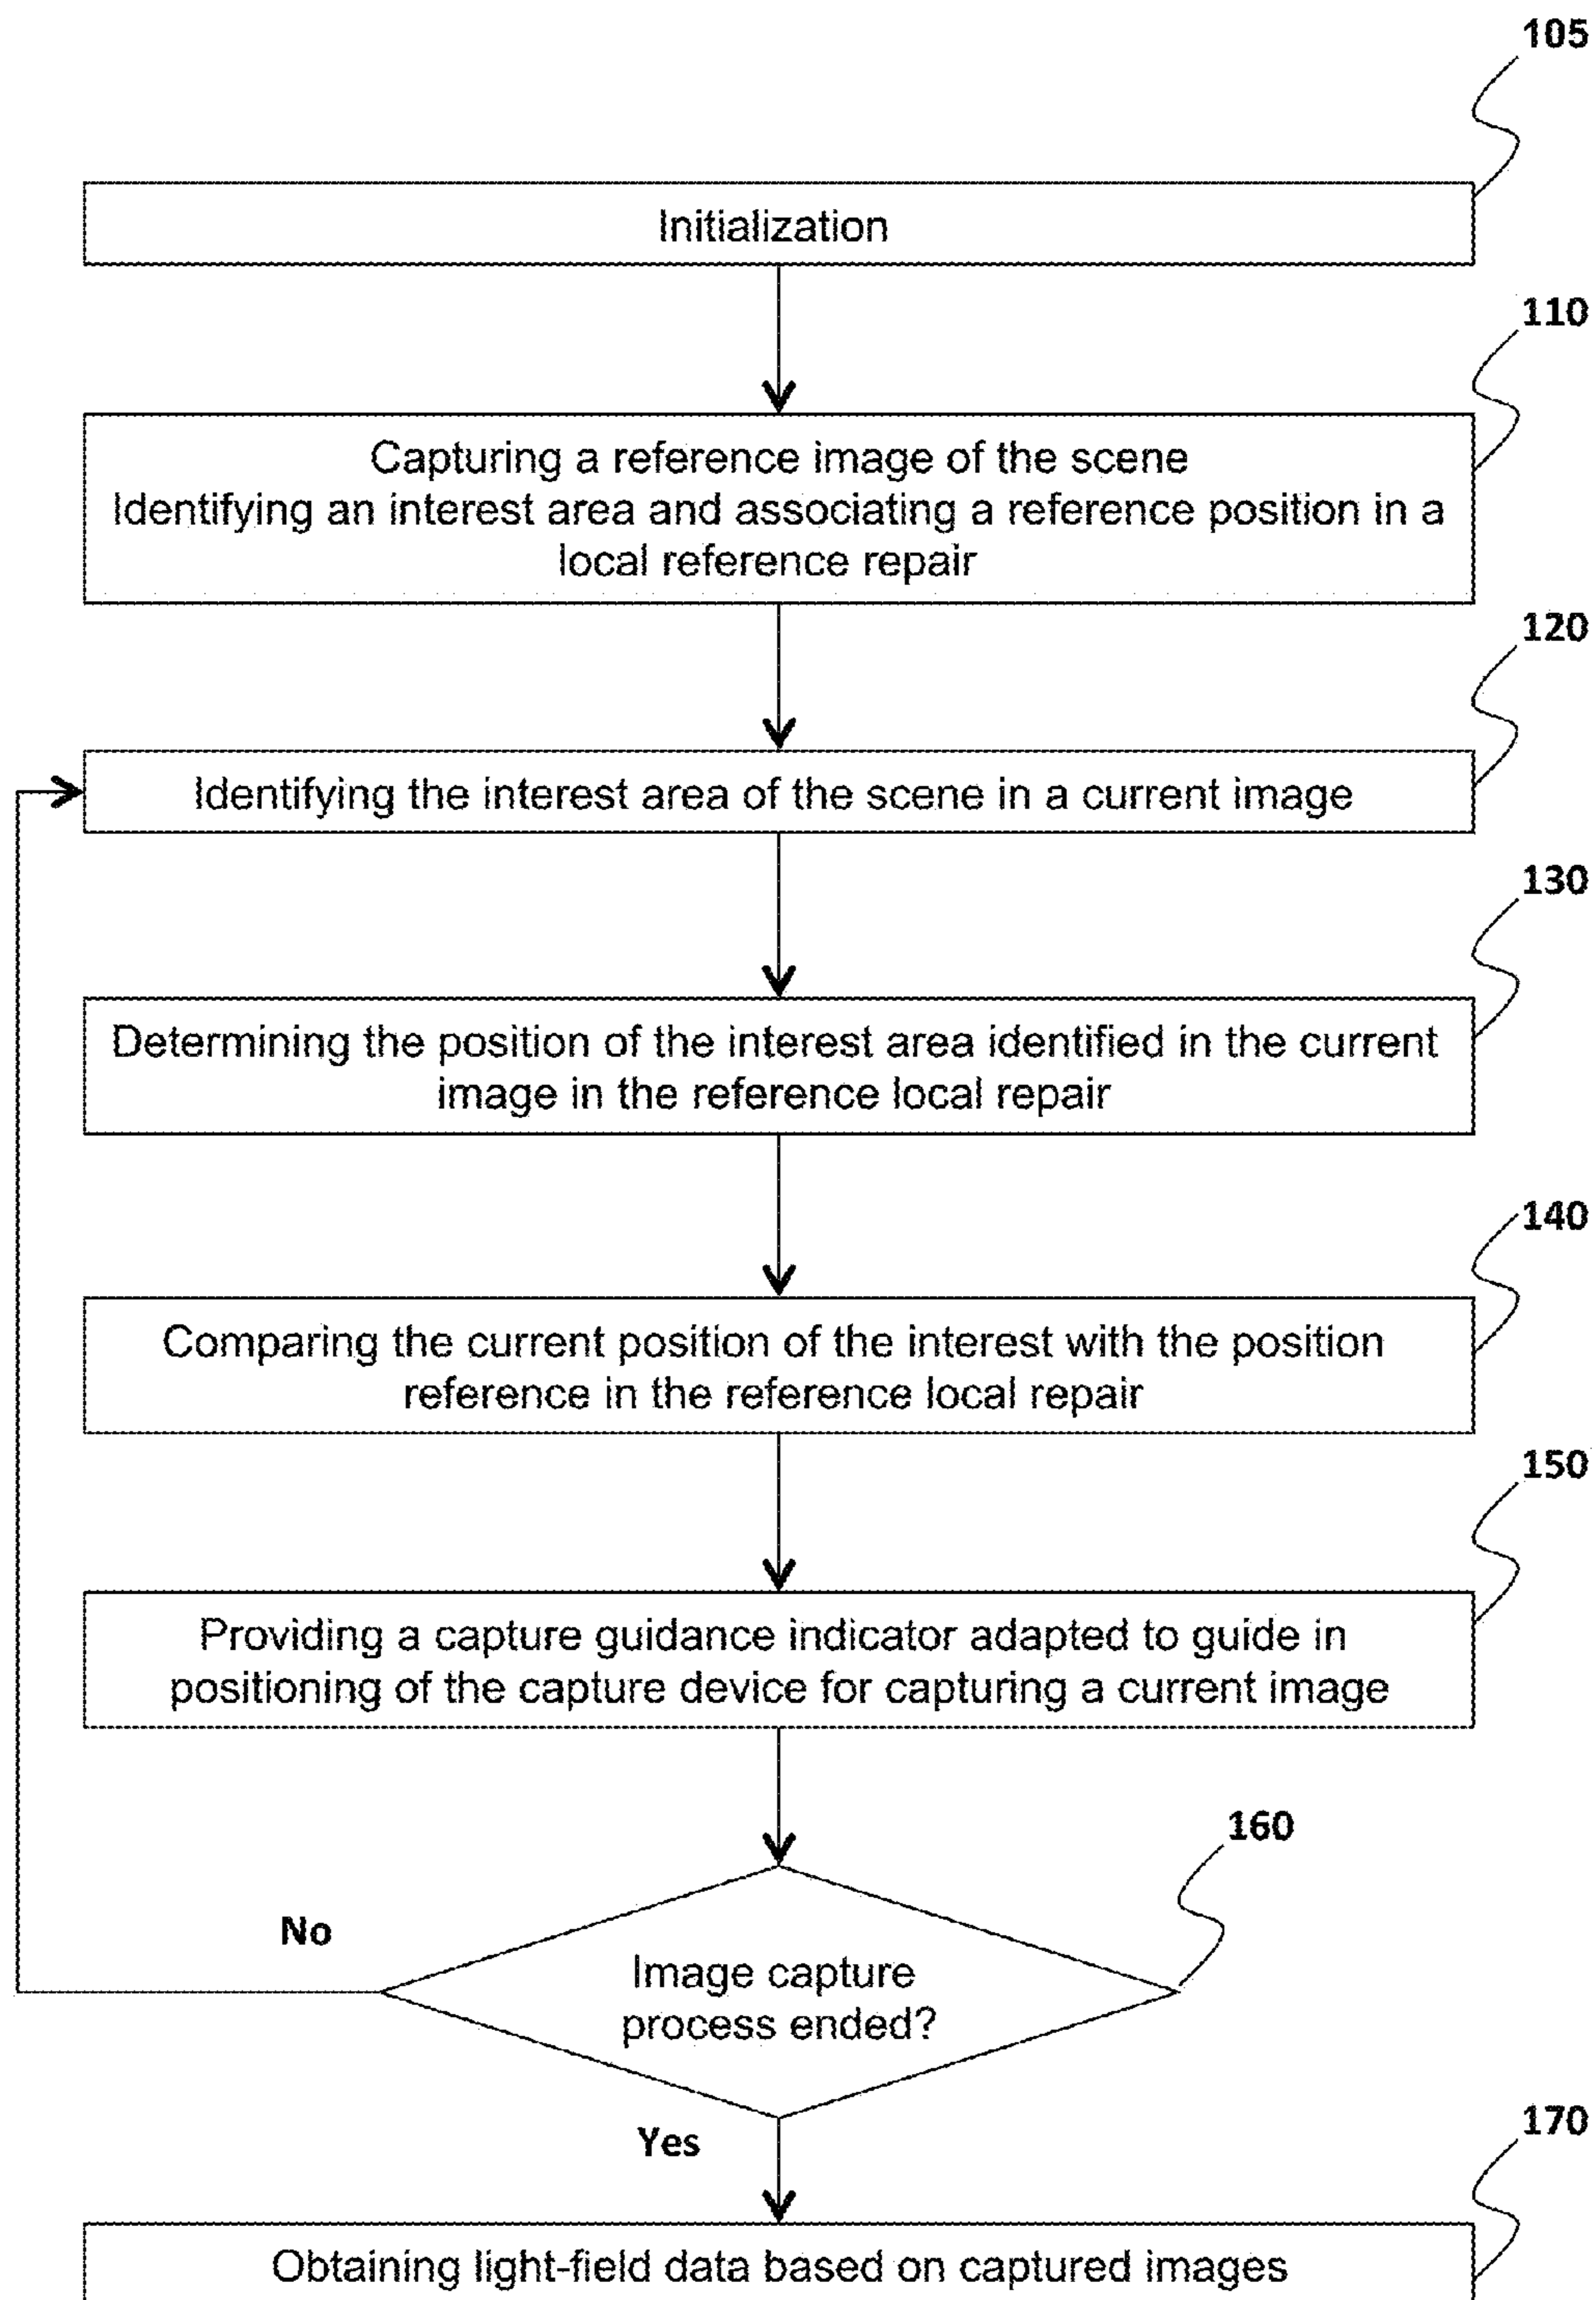 105
Initialization
110
Capturing a reference image of the scene
Identifying an interest area and associating a reference position in a
local reference repair
120
Identifying the interest area of the scene in a current image
130
Determining the position of the interest area identified in the current
image in the reference local repair
140
Comparing the current position of the interest with the position
reference in the reference local repair
150
Providing a capture guidance indicator adapted to guide in
positioning of the capture device for capturing a current image
160
No
Image capture
process ended?
Yes
170
Obtaining light-field data based on captured images